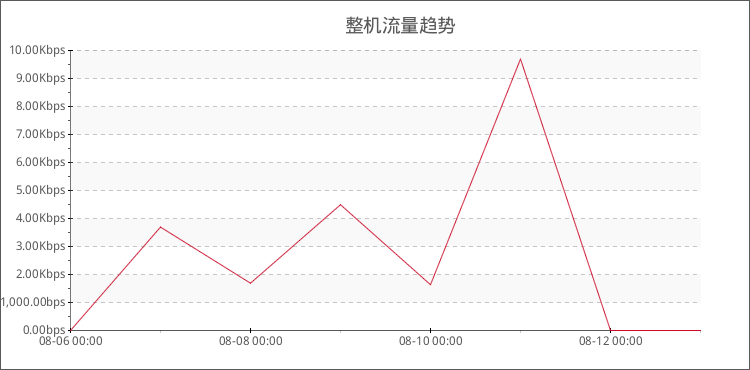 整机流量趋势
10.00Kbps
9.00Kbps
8.00Kbps
7.00Kbps
6.00Kbps
5.00Kbps
4.00Kbps
3.00Kbps
2.00Kbps
1,000.00bps
0.00bps
08-06 00:00 08-08 00:00 08-10 00:00 08-12 00:00